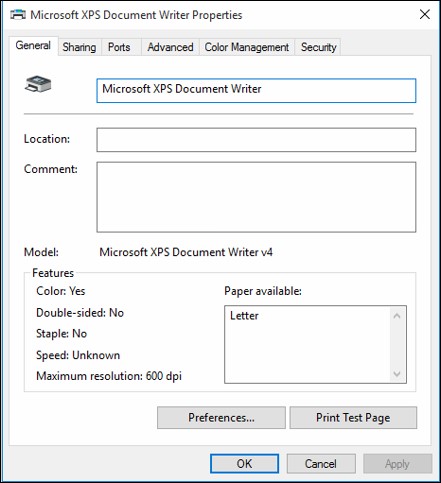 Microsoft XPS Document Writer Properties
General Sharing Ports Advanced Color Management Security
Microsoft XPS Document Writer
Location:
Comment:
Model: Microsoft XPS Document Writer v4
Features
Color: Yes
Paper available:
Double-sided: No
Letter
Staple: No
Speed: Unknown
Maximum resolution: 600 dpi
Preferences...
Print Test Page
OK
Cancel
Apply